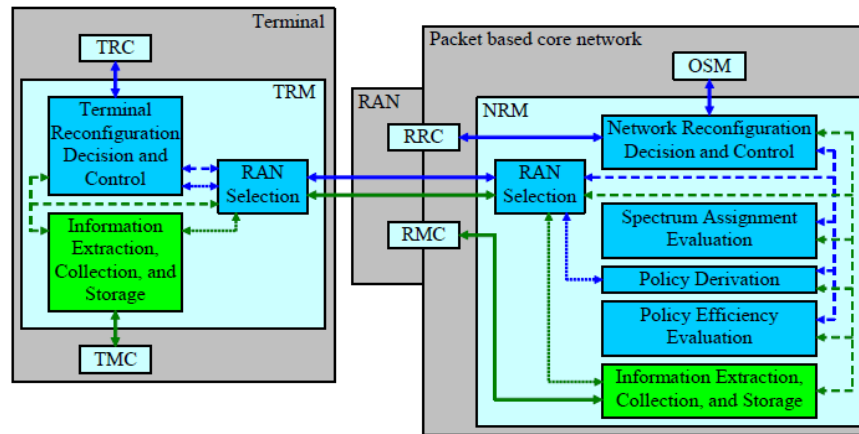 Terminal
TRC
TRM
Terminal
Reconfiguration
Decision and
Control
RAN
Selection
Information
Extraction,
Collection, and
Storage
TMC
RAN
RRC
RMC
Packet based core network
OSM
NRM
Network Reconfiguration
Decision and Control
RAN
Selection
Spectrum Assignment
Evaluation
Policy Derivation
Policy Efficiency
Evaluation
Information Extraction,
Collection, and Storage